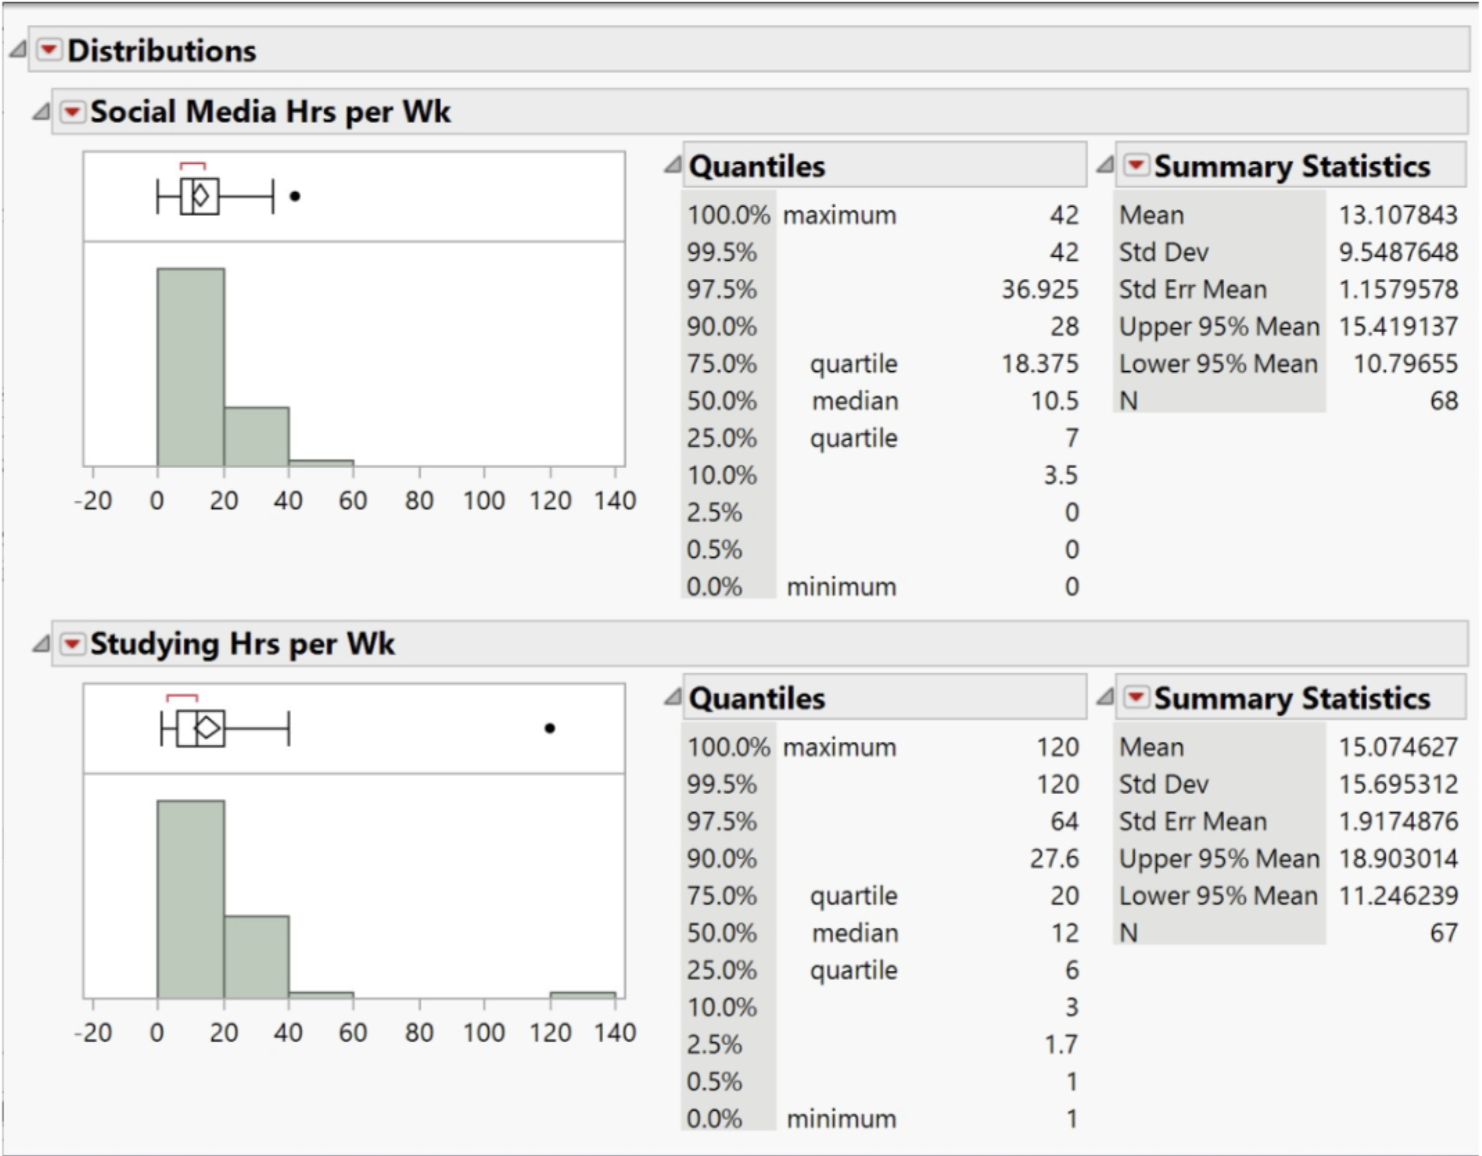 Distributions
Social Media Hrs per Wk
-20 0 20 40 60 80 100 120 140
Quantiles
100.0% maximum 42
99.5% 42
97.5% 36.925
90.0% 28
75.0% quartile 18.375
50.0% median 10.5
25.0% quartile 7
10.0% 3.5
2.5% 0
0.5% 0
0.0% minimum 0
Summary Statistics
Mean 13.107843
Std Dev 9.5487648
Std Err Mean 1.1579578
Upper 95% Mean 15.419137
Lower 95% Mean 10.79655
N 68
Studying Hrs per Wk
-20 0 20 40 60 80 100 120 140
Quantiles
100.0% maximum 120
99.5% 120
97.5% 64
90.0% 27.6
75.0% quartile 20
50.0% median 12
25.0% quartile 6
10.0% 3
2.5% 1.7
0.5% 1
0.0% minimum 1
Summary Statistics
Mean 15.074627
Std Dev 15.695312
Std Err Mean 1.9174876
Upper 95% Mean 18.903014
Lower 95% Mean 11.246239
N 67